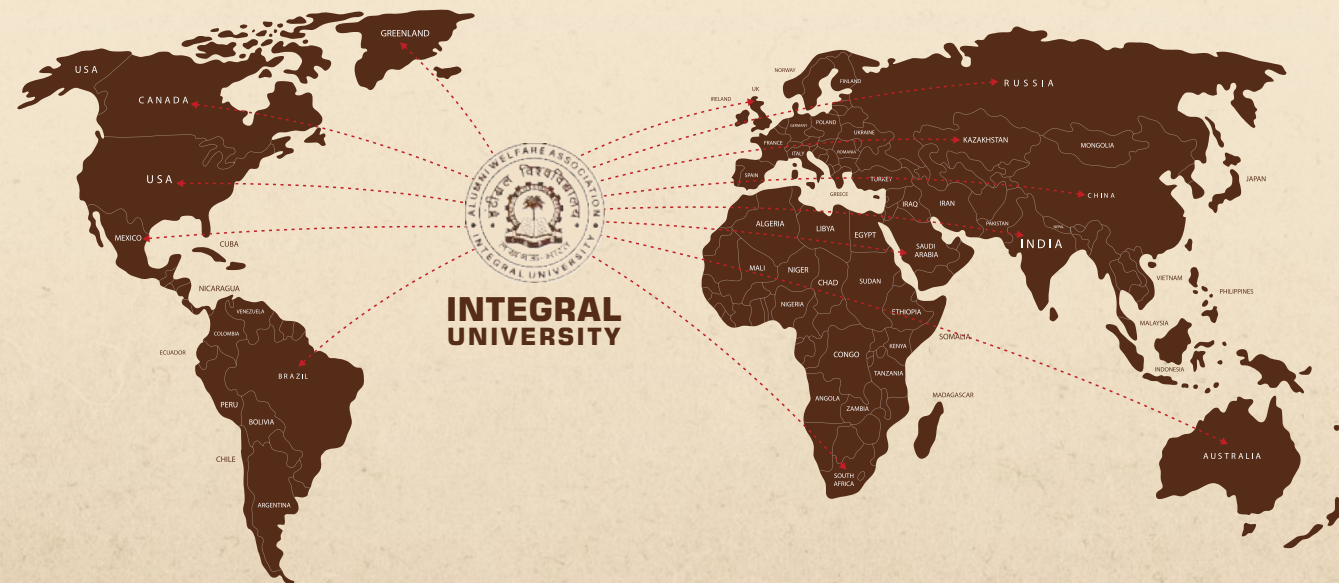 GREENLAND
USA
CANADA
USA
MEXICO
CUBA
NICARAGUA
VENEZUELA
COLOMBIA
ECUADOR
BRAZIL
PERU
BOLIVIA
CHILE
ARGENTINA
ALUMNI WELFARE ASSOCIATION
INTEGRAL UNIVERSITY
INTEGRAL
UNIVERSITY
NORWAY
FINLAND
UK
IRELAND
GERMANY
POLAND
UKRAINE
FRANCE
ITALY
ROMANIA
SPAIN
GREECE
TURKEY
RUSSIA
KAZAKHSTAN
MONGOLIA
CHINA
JAPAN
IRAQ
IRAN
PAKISTAN
NEPAL
INDIA
SAUDI
ARABIA
VIETNAM
PHILIPPINES
MALAYSIA
INDONESIA
ALGERIA
LIBYA
EGYPT
MALI
NIGER
CHAD
SUDAN
NIGERIA
ETHIOPIA
SOMALIA
KENYA
CONGO
TANZANIA
ANGOLA
ZAMBIA
MADAGASCAR
SOUTH
AFRICA
AUSTRALIA